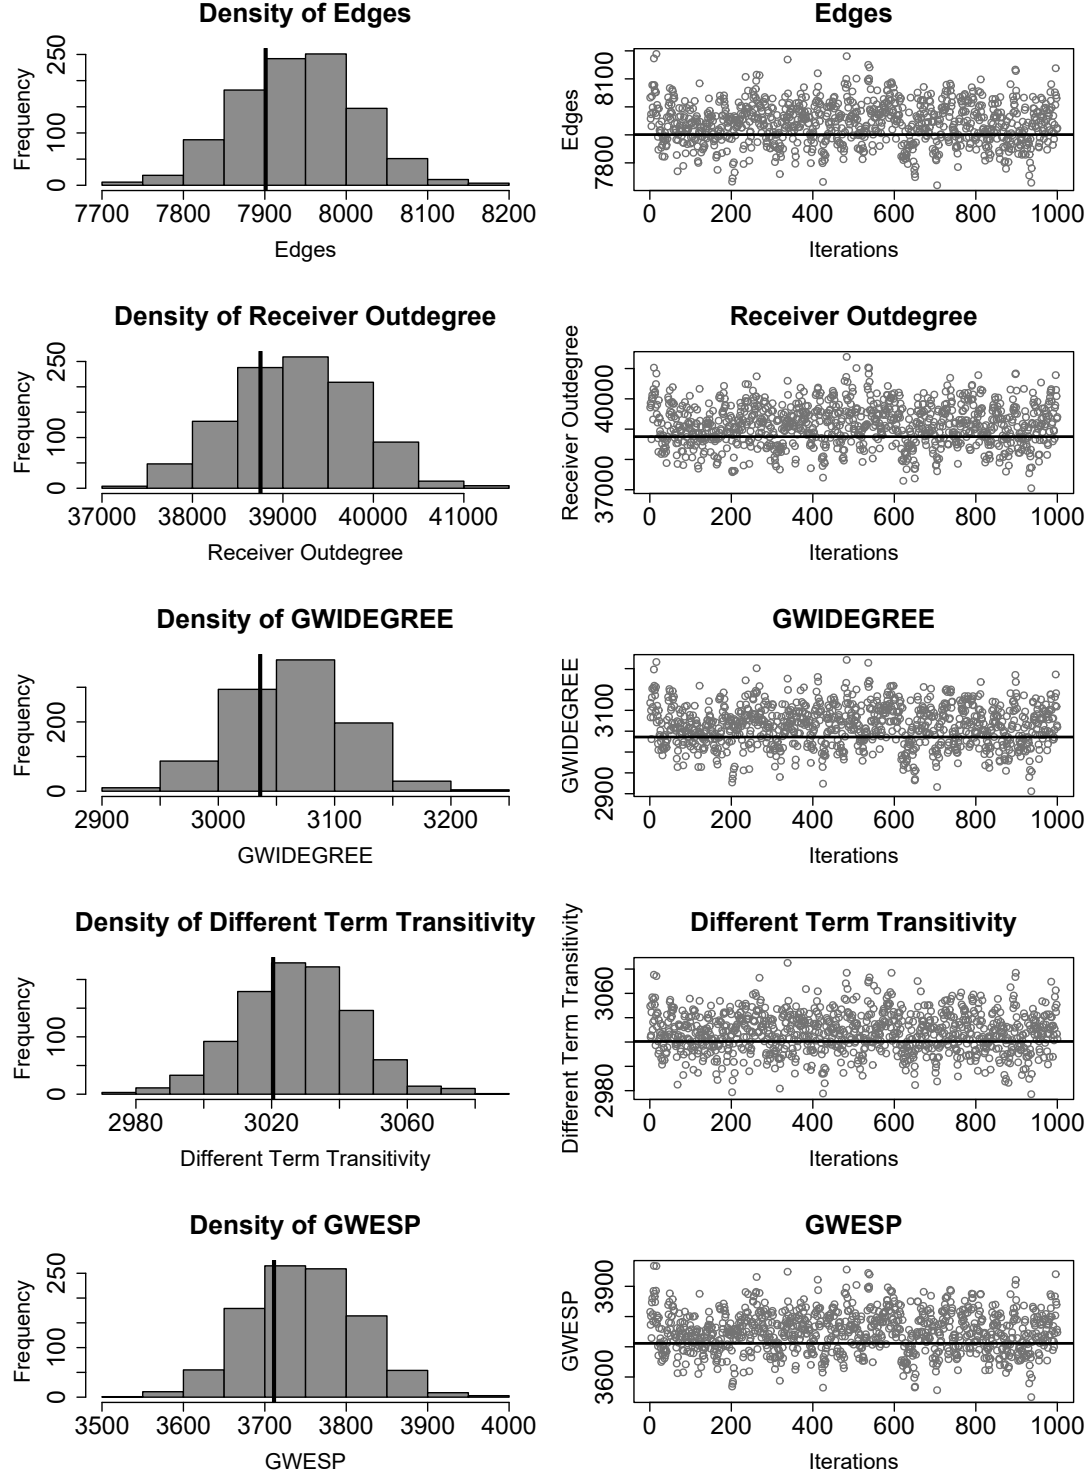 Density of Edges
Frequency
0 100 250
7700 7800 7900 8000 8100 8200
Edges
Edges
Edges
7800 8100
0 200 400 600 800 1000
Iterations
Density of Receiver Outdegree
Frequency
0 100 250
37000 38000 39000 40000 41000
Receiver Outdegree
Receiver Outdegree
Receiver Outdegree
37000 40000
0 200 400 600 800 1000
Iterations
Density of GWIDEGREE
Frequency
0 200
2900 3000 3100 3200
GWIDEGREE
GWIDEGREE
GWIDEGREE
2900 3100
0 200 400 600 800 1000
Iterations
Density of Different Term Transitivity
Frequency
0 100
2980 3020 3060
Different Term Transitivity
Different Term Transitivity
Different Term Transitivity
2980 3060
0 200 400 600 800 1000
Iterations
Density of GWESP
Frequency
0 100 250
3500 3600 3700 3800 3900 4000
GWESP
GWESP
GWESP
3600 3900
0 200 400 600 800 1000
Iterations